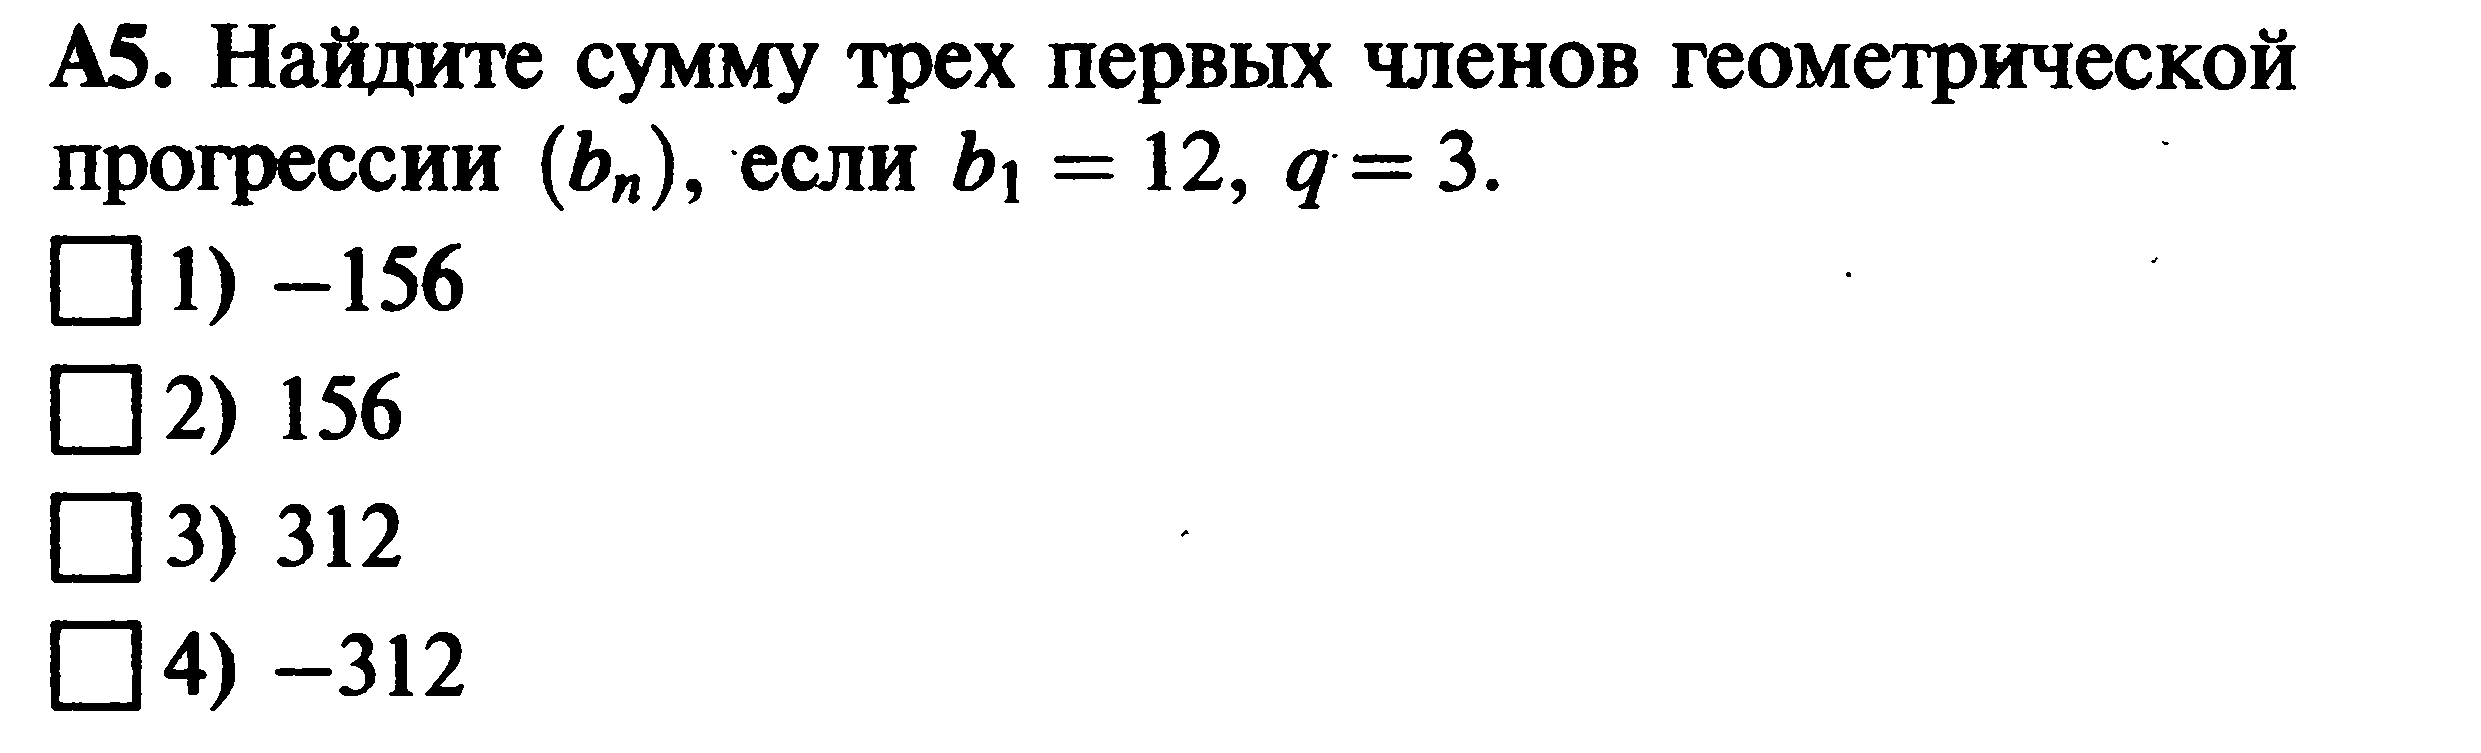 А5. Найдите сумму трех первых членов геометрической
прогрессии (bₙ), если b₁ = 12, q = 3.
1) −156
2) 156
3) 312
4) −312